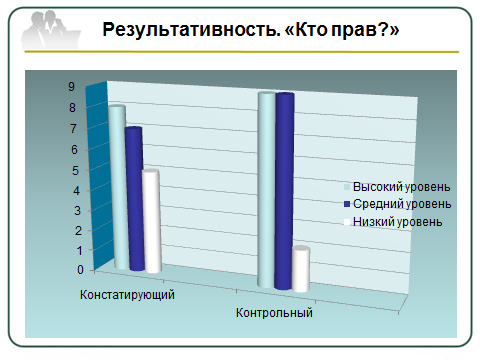 Результативность. «Кто прав?»
9
8
7
6
5
4
3
2
1
0
Констатирующий
Контрольный
Высокий уровень
Средний уровень
Низкий уровень